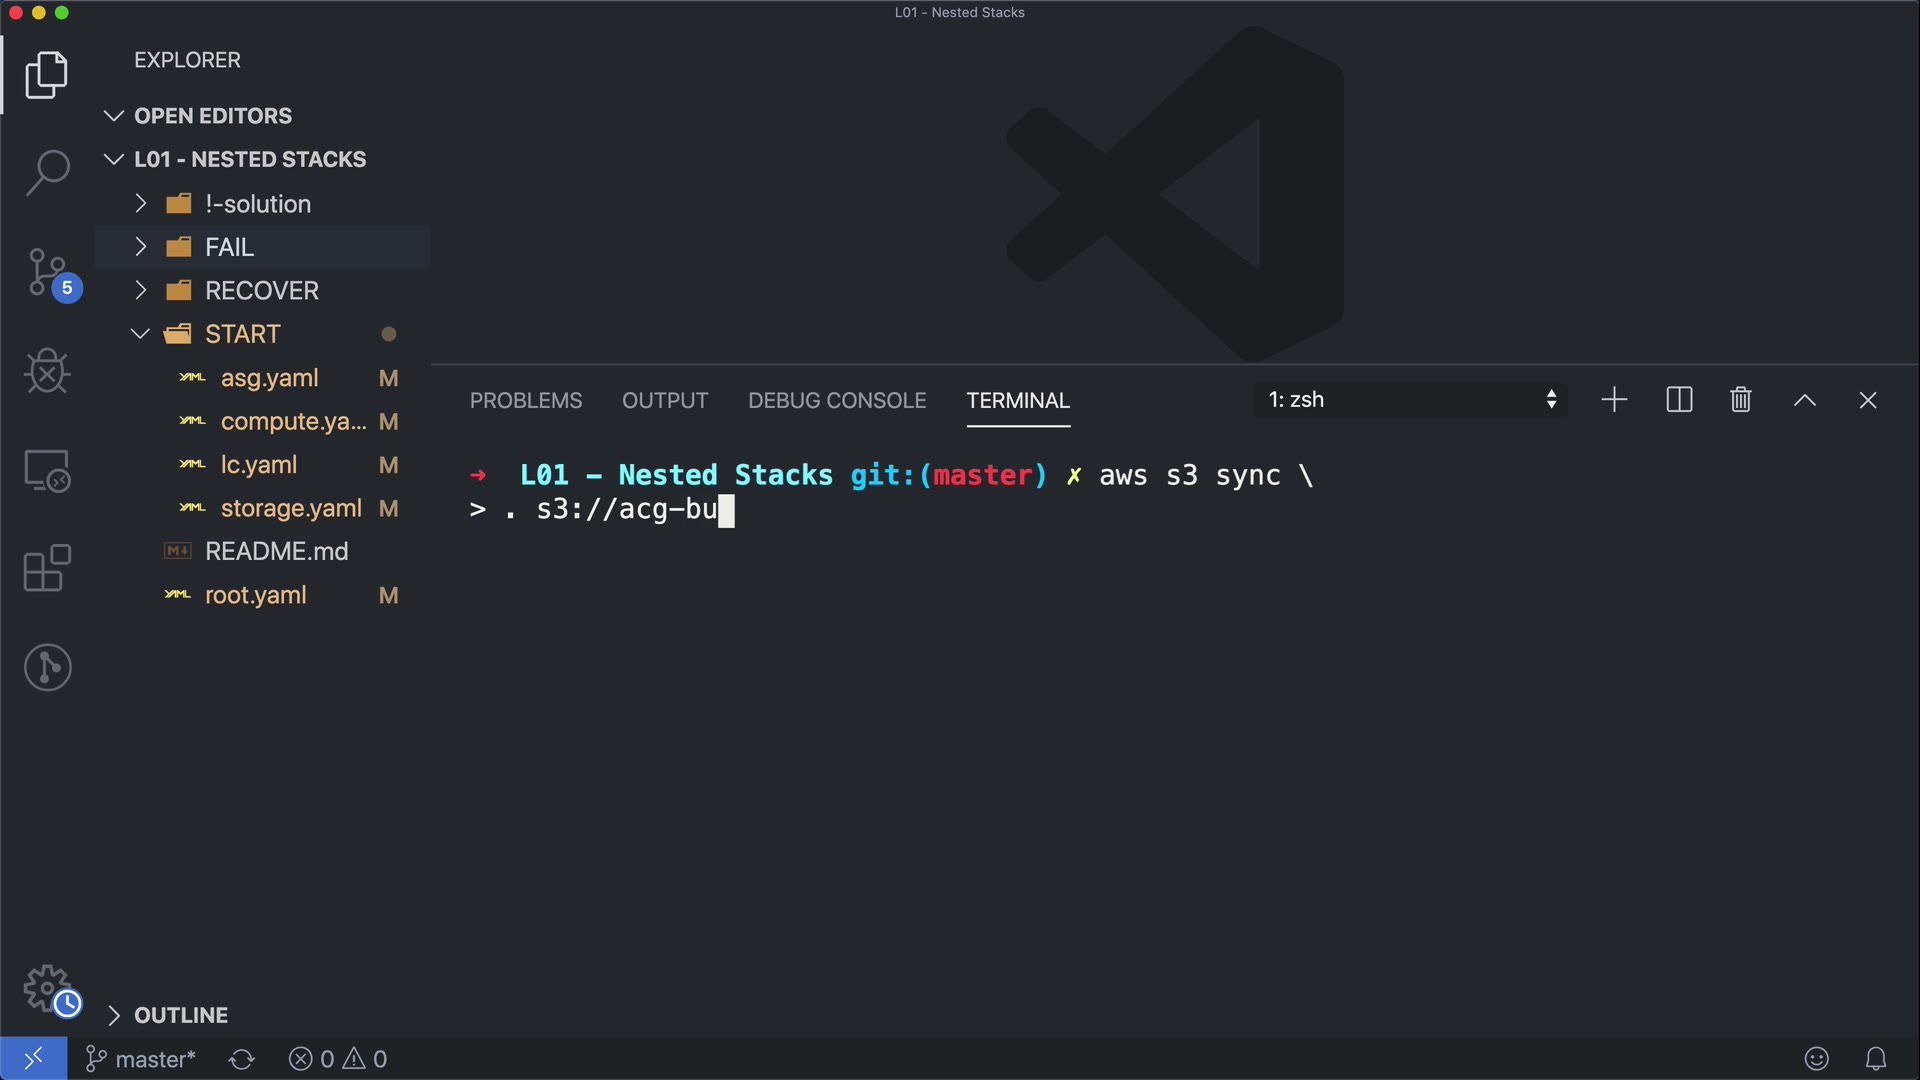 L01 - Nested Stacks
EXPLORER
OPEN EDITORS
L01 - NESTED STACKS
!-solution
FAIL
RECOVER
START
asg.yaml M
compute.ya... M
lc.yaml M
storage.yaml M
README.md
root.yaml M
OUTLINE
5
PROBLEMS OUTPUT DEBUG CONSOLE TERMINAL 1: zsh
➜ L01 - Nested Stacks git:(master) ✗ aws s3 sync \
> . s3://acg-bu
master* 0 0